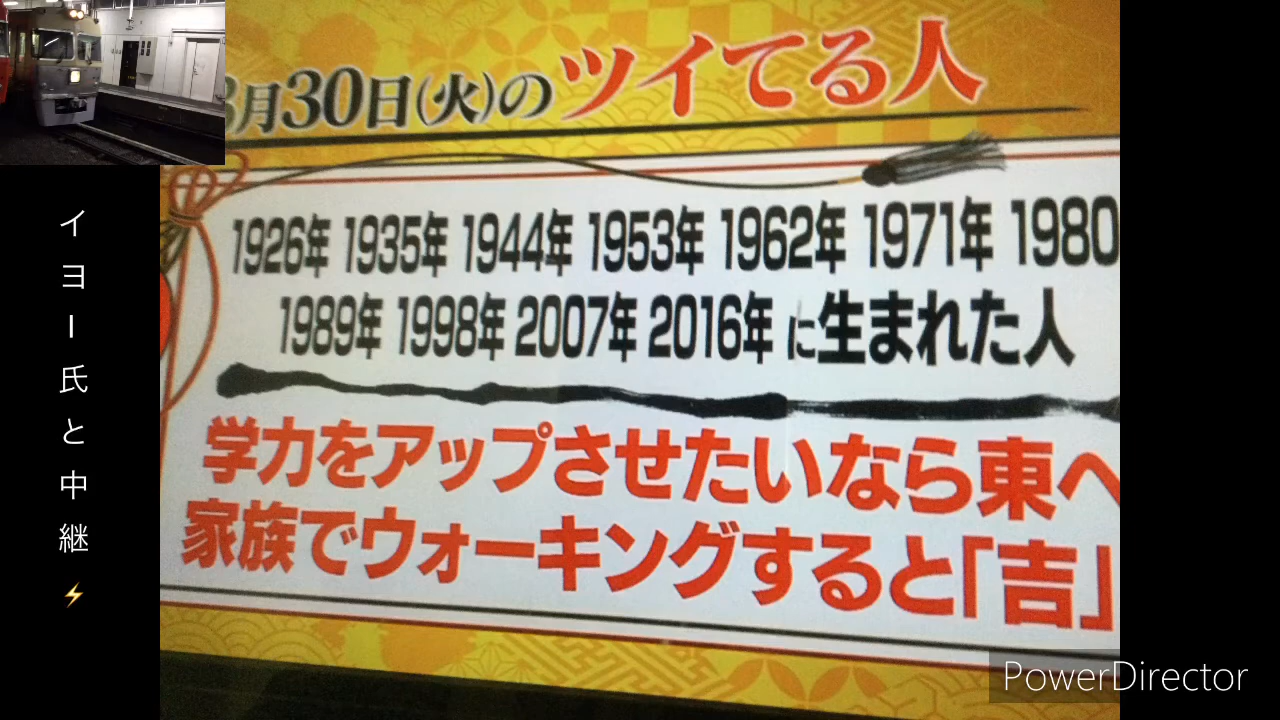 3月30日(火)のツイてる人
1926年 1935年 1944年 1953年 1962年 1971年 1980
1989年 1998年 2007年 2016年 に生まれた人
学力をアップさせたいなら東へ
家族でウォーキングすると「吉」
イヨー氏と中継⚡
PowerDirector